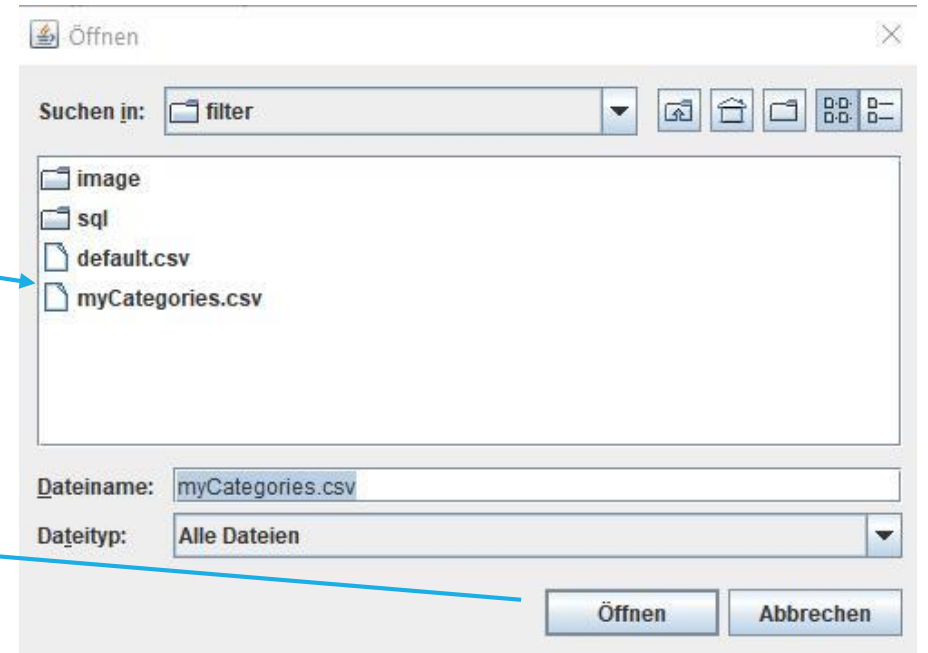 Öffnen
Suchen in: filter
image
sql
default.csv
myCategories.csv
Dateiname: myCategories.csv
Dateityp: Alle Dateien
Öffnen Abbrechen